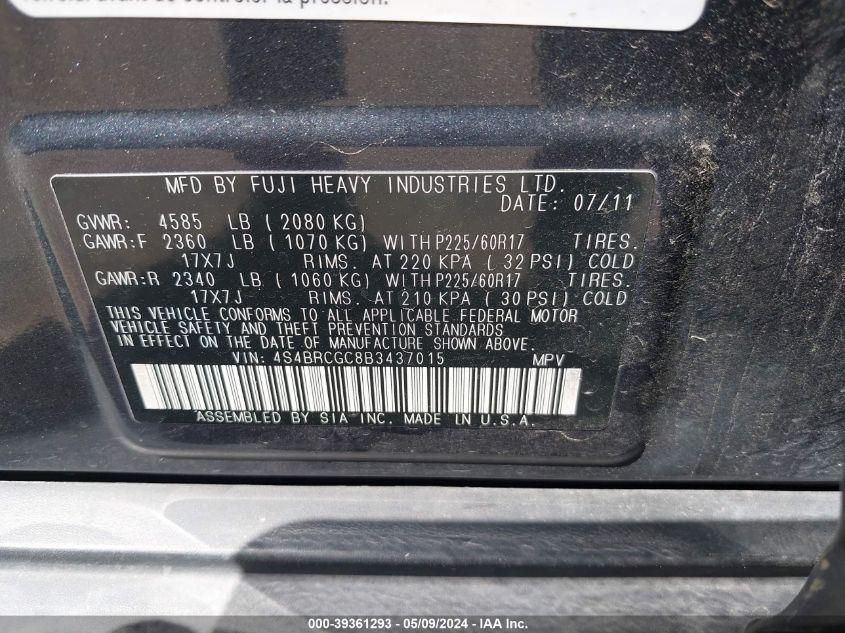 de contrôler la pression.
MFD BY FUJI HEAVY INDUSTRIES LTD.
DATE: 07/11
GVWR: 4585 LB ( 2080 KG)
GAWR:F 2360 LB ( 1070 KG) WITH P225/60R17 TIRES.
17X7J RIMS. AT 220 KPA ( 32 PSI) COLD
GAWR:R 2340 LB ( 1060 KG) WITH P225/60R17 TIRES.
17X7J RIMS. AT 210 KPA ( 30 PSI) COLD
THIS VEHICLE CONFORMS TO ALL APPLICABLE FEDERAL MOTOR
VEHICLE SAFETY AND THEFT PREVENTION STANDARDS
IN EFFECT ON THE DATE OF MANUFACTURE SHOWN ABOVE.
VIN: 4S4BRCGC8B3437015 MPV
ASSEMBLED BY SIA INC. MADE IN U.S.A.
000-39361293 - 05/09/2024 - IAA Inc.